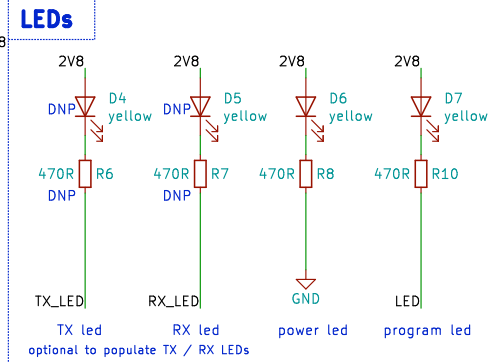 LEDs
8
2V8 2V8 2V8 2V8
D4 D5 D6 D7
DNP DNP
yellow yellow yellow yellow
470R R6 470R R7 470R R8 470R R10
DNP DNP
GND
TX_LED RX_LED LED
TX led RX led power led program led
optional to populate TX / RX LEDs